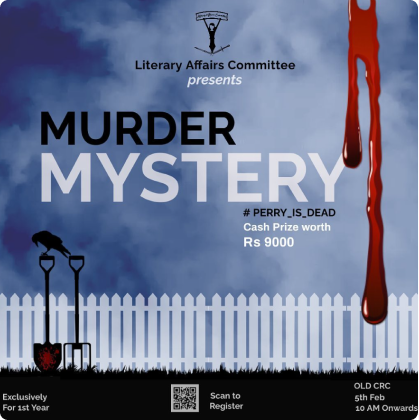 Literary Affairs Committee
presents
MURDER
MYSTERY
# PERRY_IS_DEAD
Cash Prize worth
Rs 9000
Exclusively
For 1st Year
Scan to
Register
OLD CRC
5th Feb
10 AM Onwards